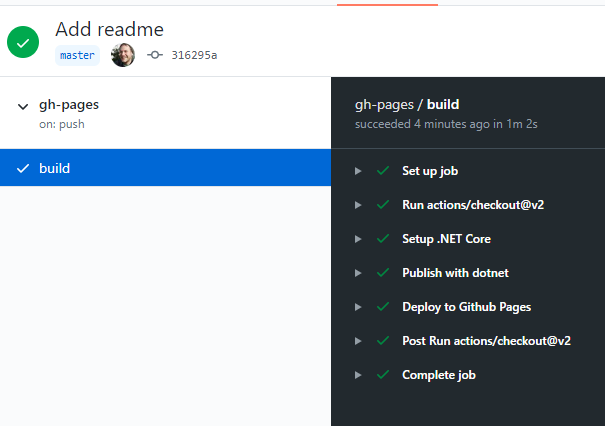 Add readme
master 316295a
gh-pages
on: push
build
gh-pages / build
succeeded 4 minutes ago in 1m 2s
Set up job
Run actions/checkout@v2
Setup .NET Core
Publish with dotnet
Deploy to Github Pages
Post Run actions/checkout@v2
Complete job